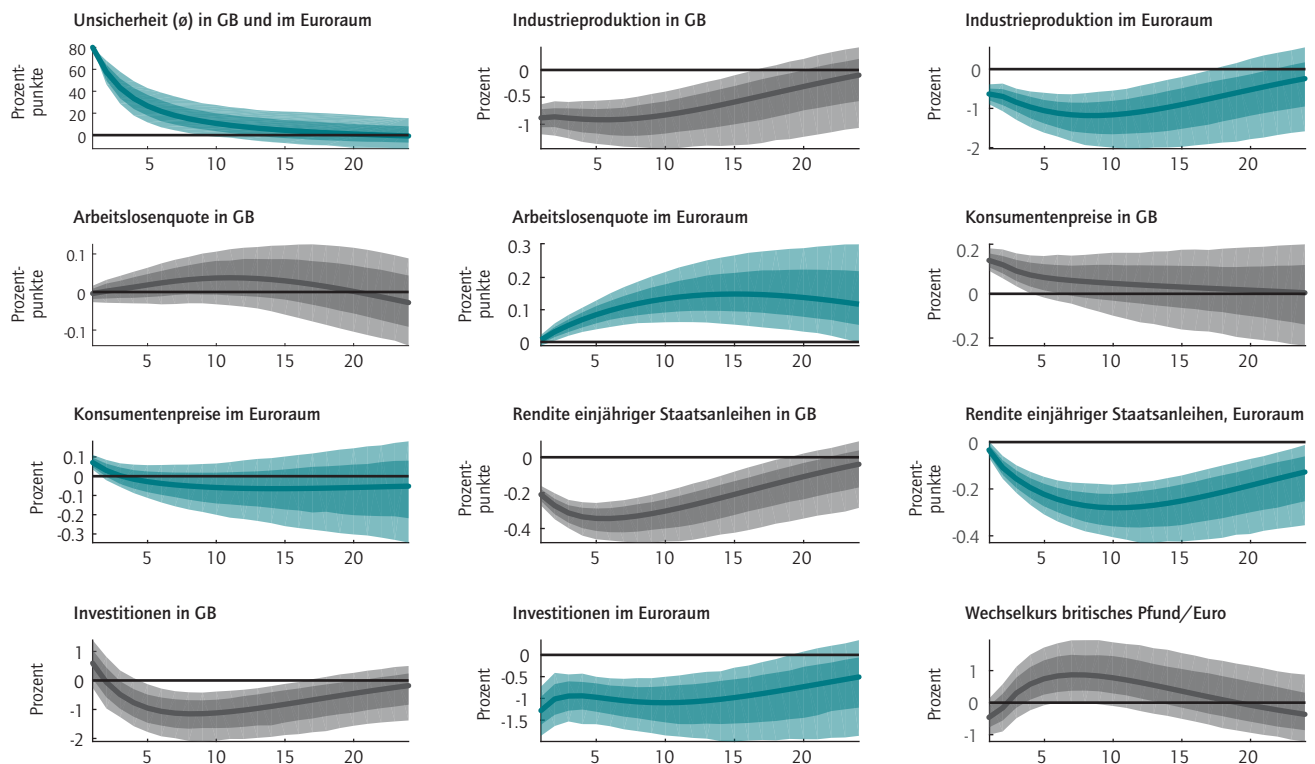 Unsicherheit (ø) in GB und im Euroraum
Prozent-
punkte
80
60
40
20
0
5 10 15 20
Industrieproduktion in GB
Prozent
0
-0.5
-1
5 10 15 20
Industrieproduktion im Euroraum
Prozent
0
-1
-2
5 10 15 20
Arbeitslosenquote in GB
Prozent-
punkte
0.1
0
-0.1
5 10 15 20
Arbeitslosenquote im Euroraum
Prozent-
punkte
0.3
0.2
0.1
0
5 10 15 20
Konsumentenpreise in GB
Prozent
0.2
0
-0.2
5 10 15 20
Konsumentenpreise im Euroraum
Prozent
0.1
0
-0.1
-0.2
-0.3
5 10 15 20
Rendite einjähriger Staatsanleihen in GB
Prozent-
punkte
0
-0.2
-0.4
5 10 15 20
Rendite einjähriger Staatsanleihen, Euroraum
Prozent-
punkte
0
-0.2
-0.4
5 10 15 20
Investitionen in GB
Prozent
1
0
-1
-2
5 10 15 20
Investitionen im Euroraum
Prozent
0
-0.5
-1
-1.5
5 10 15 20
Wechselkurs britisches Pfund/Euro
Prozent
1
0
-1
5 10 15 20